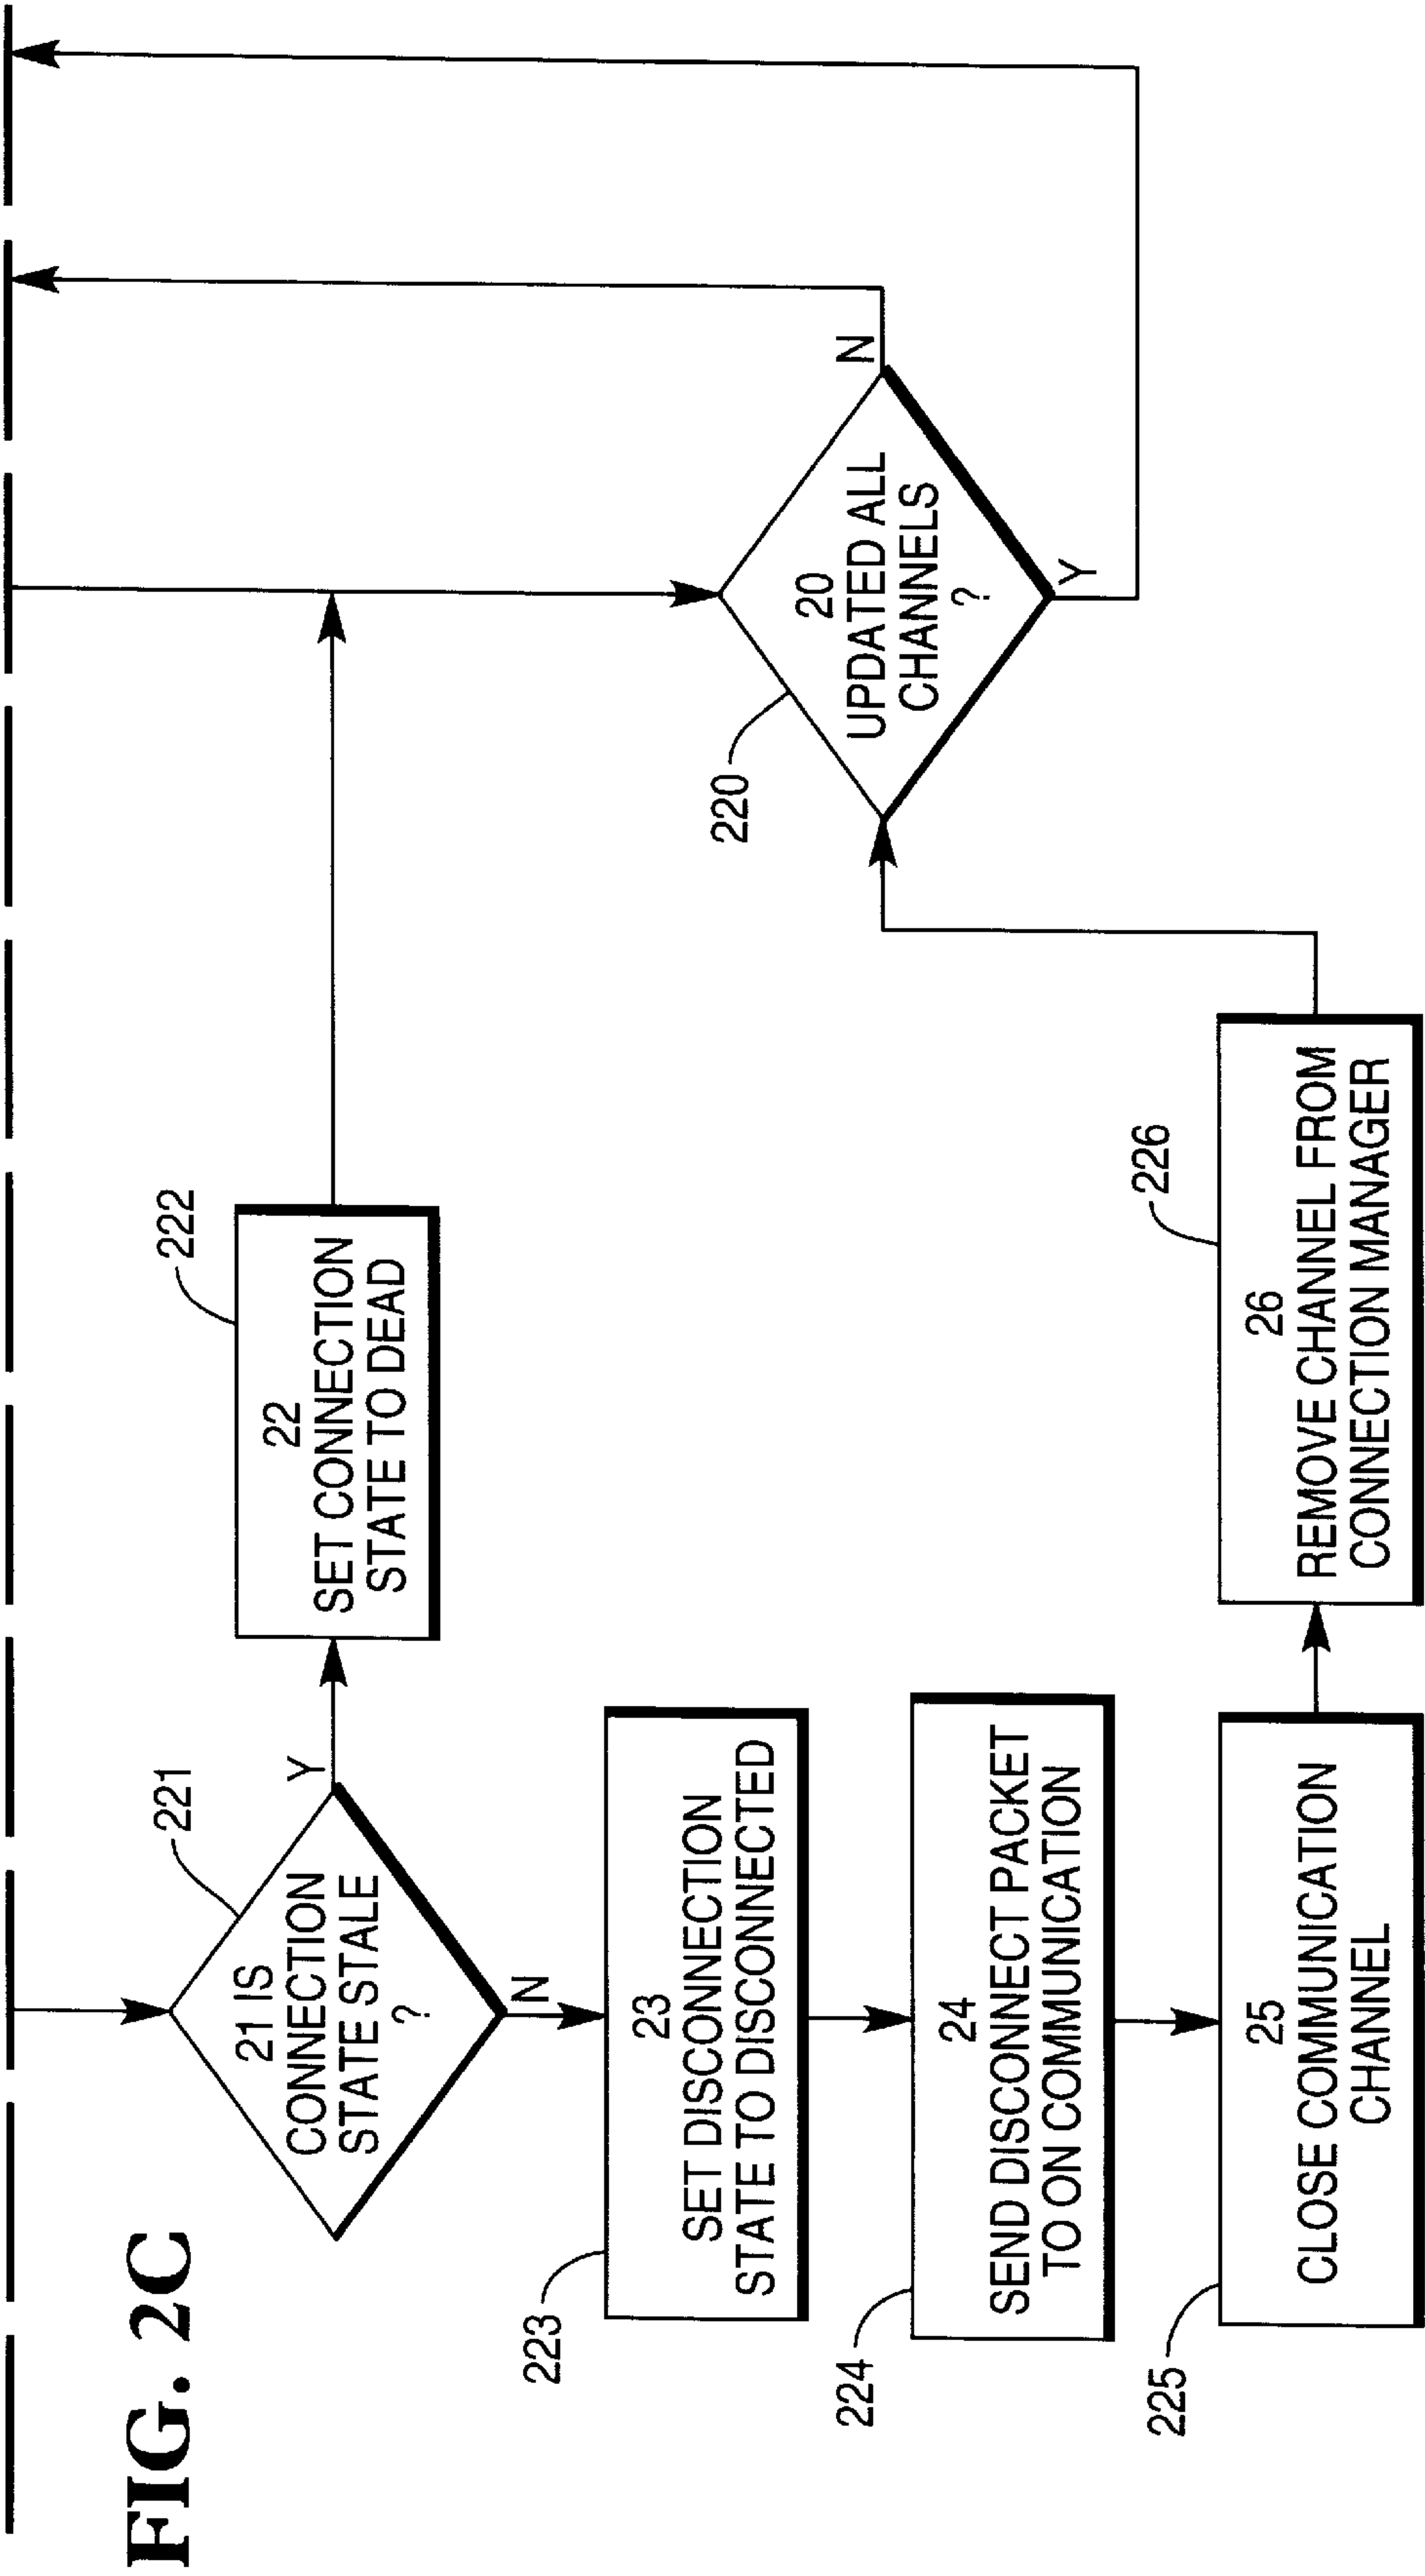 FIG. 2C
221
21 IS
CONNECTION
STATE STALE
?
Y
N
222
22
SET CONNECTION
STATE TO DEAD
223
23
SET DISCONNECTION
STATE TO DISCONNECTED
224
24
SEND DISCONNECT PACKET
TO ON COMMUNICATION
225
25
CLOSE COMMUNICATION
CHANNEL
226
26
REMOVE CHANNEL FROM
CONNECTION MANAGER
220
20
UPDATED ALL
CHANNELS
?
N
Y